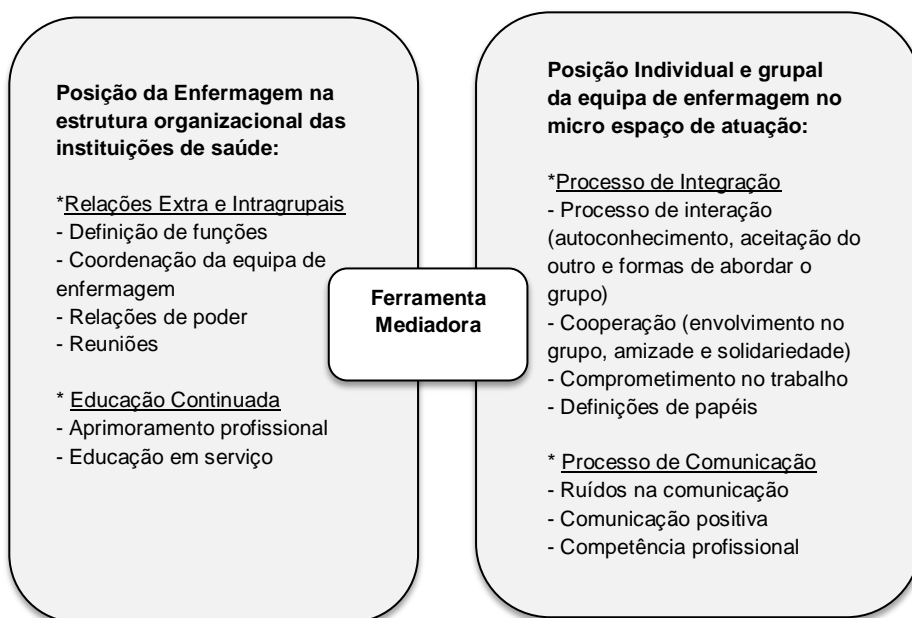 Posição da Enfermagem na
estrutura organizacional das
instituições de saúde:
*Relações Extra e Intragrupais
- Definição de funções
- Coordenação da equipa de
enfermagem
- Relações de poder
- Reuniões
* Educação Continuada
- Aprimoramento profissional
- Educação em serviço
Ferramenta
Mediadora
Posição Individual e grupal
da equipa de enfermagem no
micro espaço de atuação:
*Processo de Integração
- Processo de interação
(autoconhecimento, aceitação do
outro e formas de abordar o
grupo)
- Cooperação (envolvimento no
grupo, amizade e solidariedade)
- Comprometimento no trabalho
- Definições de papéis
* Processo de Comunicação
- Ruídos na comunicação
- Comunicação positiva
- Competência profissional